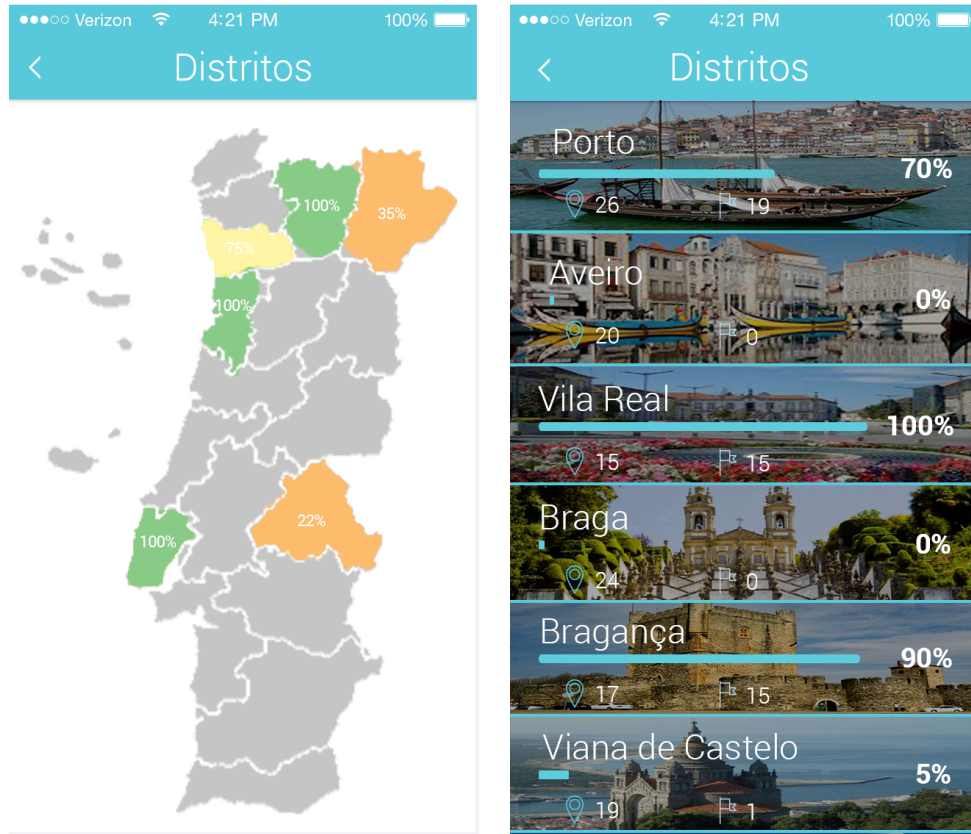 Verizon 4:21 PM 100%
Distritos
100%
35%
75%
100%
22%
100%
Verizon 4:21 PM 100%
Distritos
Porto
70%
26 19
Aveiro
0%
20 0
Vila Real
100%
15 15
Braga
0%
24 0
Bragança
90%
17 15
Viana de Castelo
5%
19 1